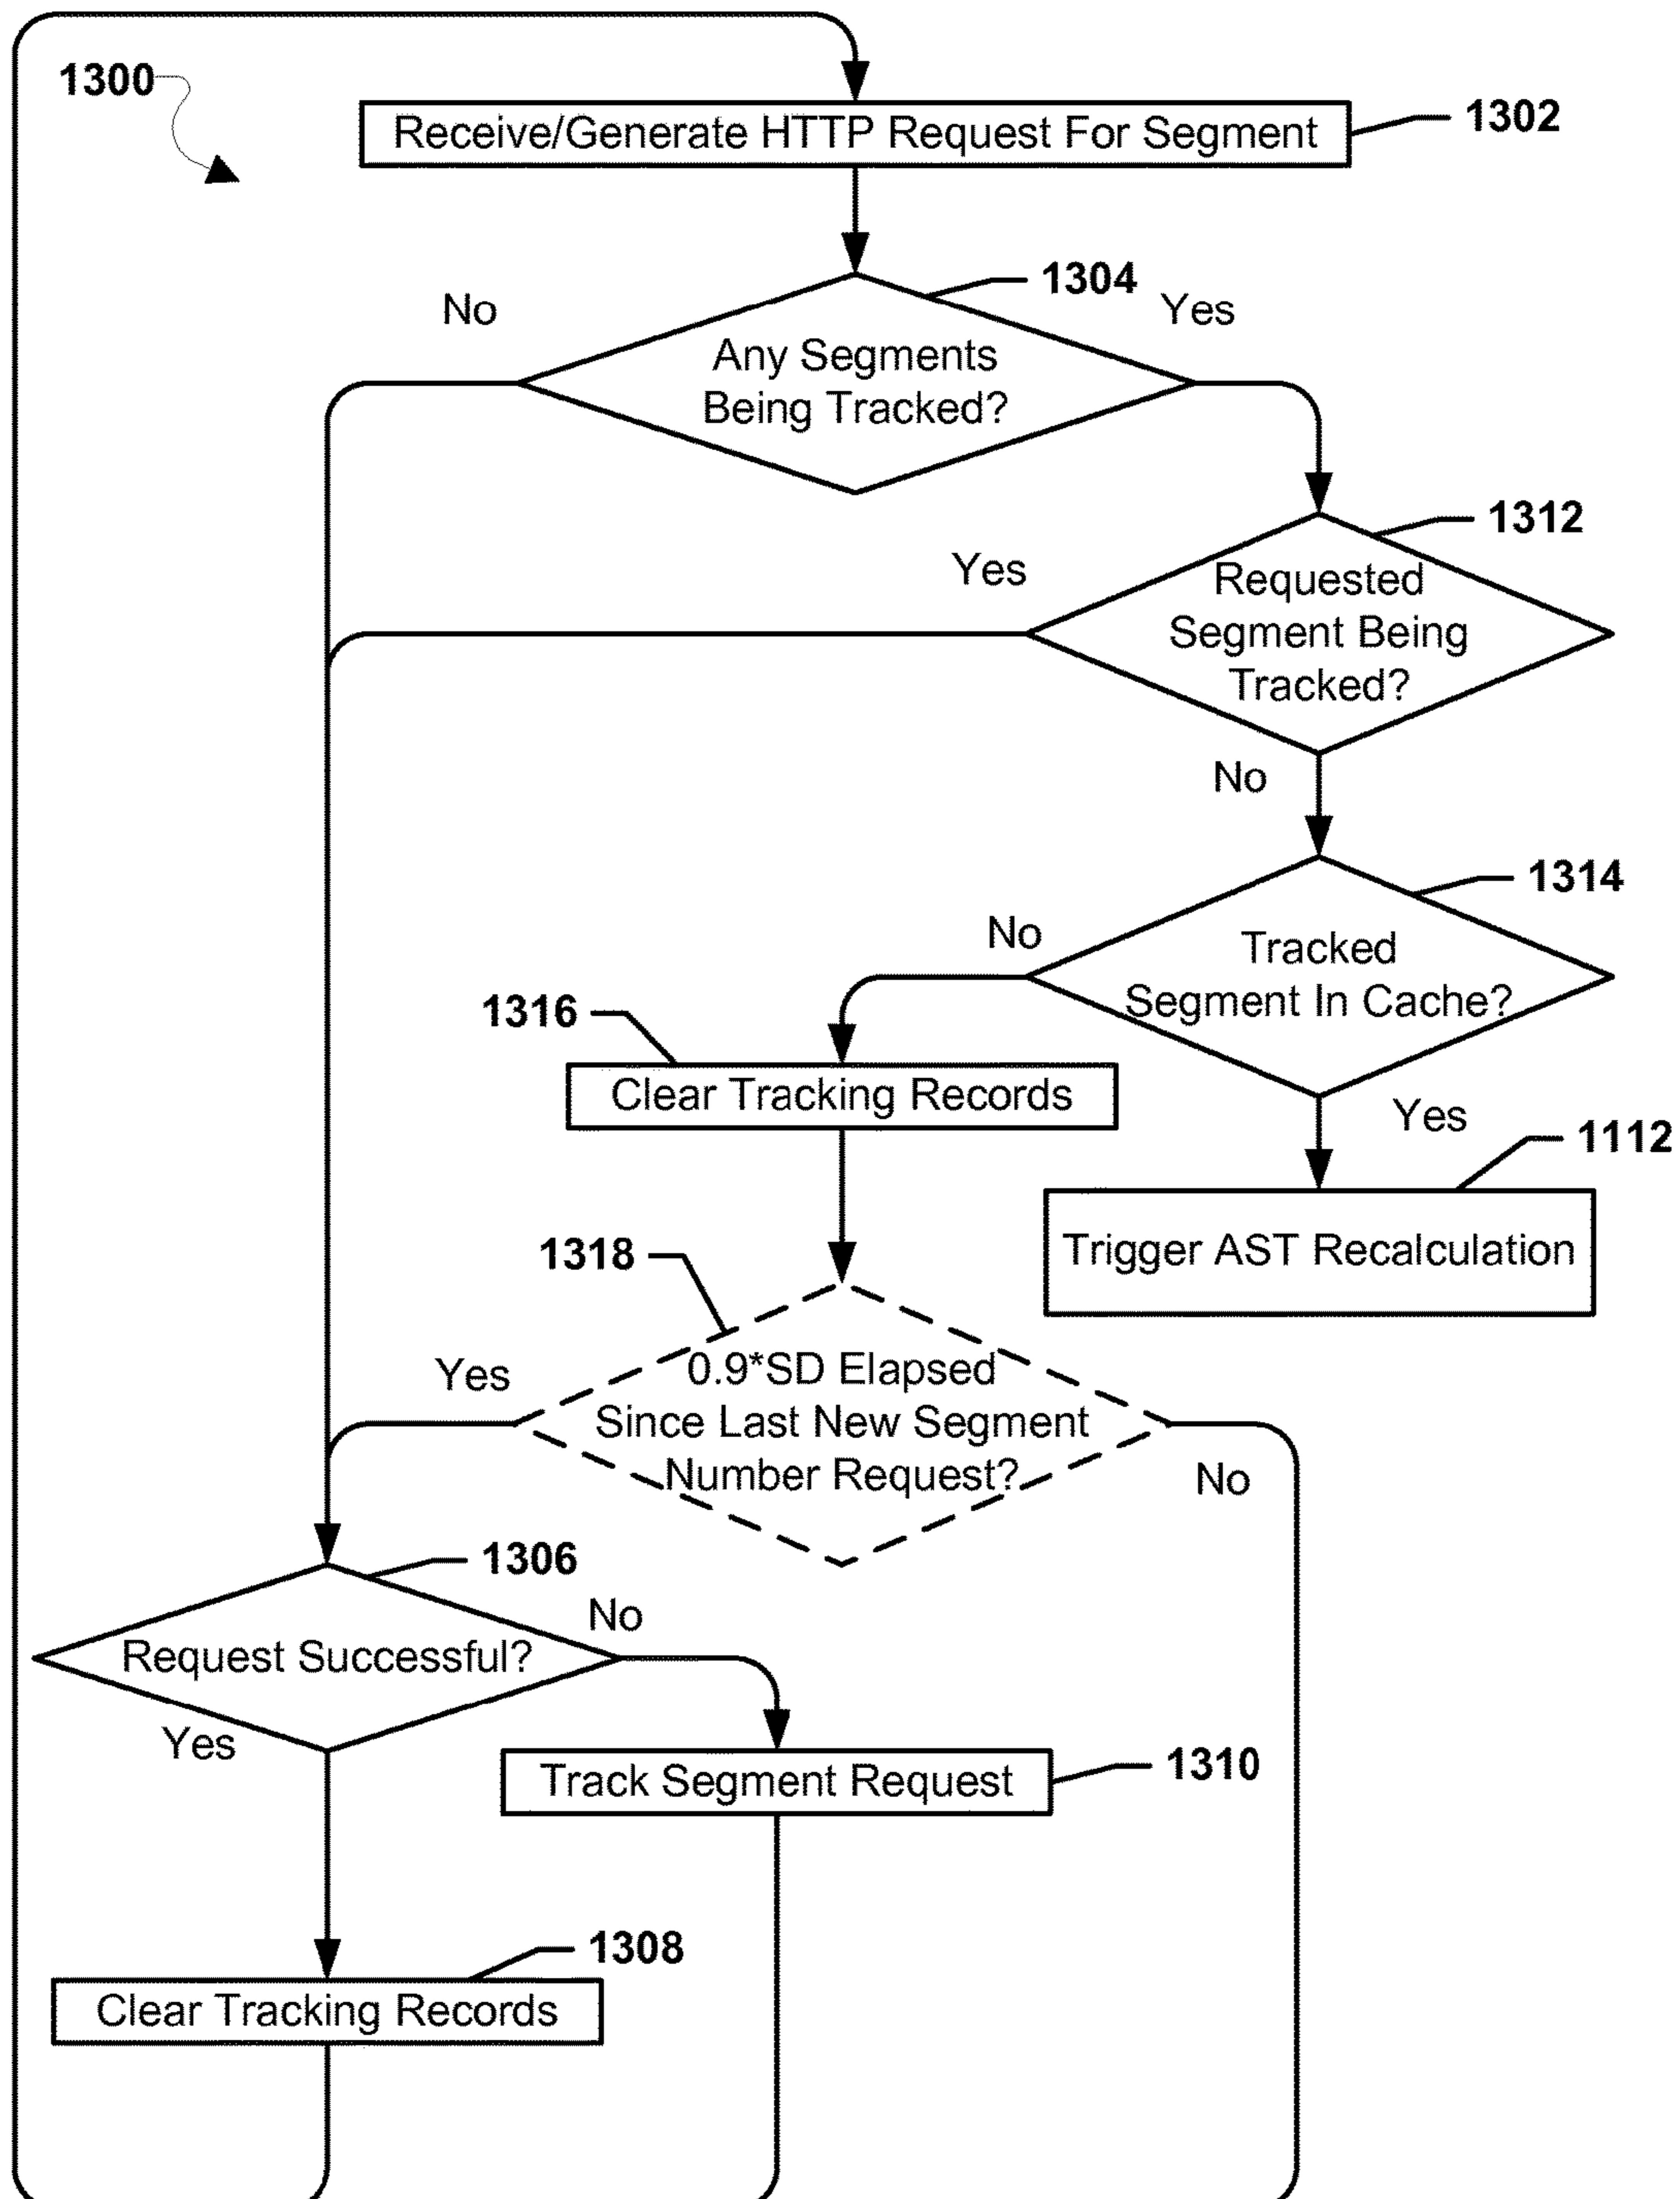 1300
Receive/Generate HTTP Request For Segment
1302
1304
No
Yes
Any Segments
Being Tracked?
1312
Yes
Requested
Segment Being
Tracked?
No
1314
No
Tracked
Segment In Cache?
1316
Clear Tracking Records
Yes
1112
Trigger AST Recalculation
1318
Yes
0.9*SD Elapsed
Since Last New Segment
Number Request?
No
1306
No
Request Successful?
Yes
Track Segment Request
1310
1308
Clear Tracking Records